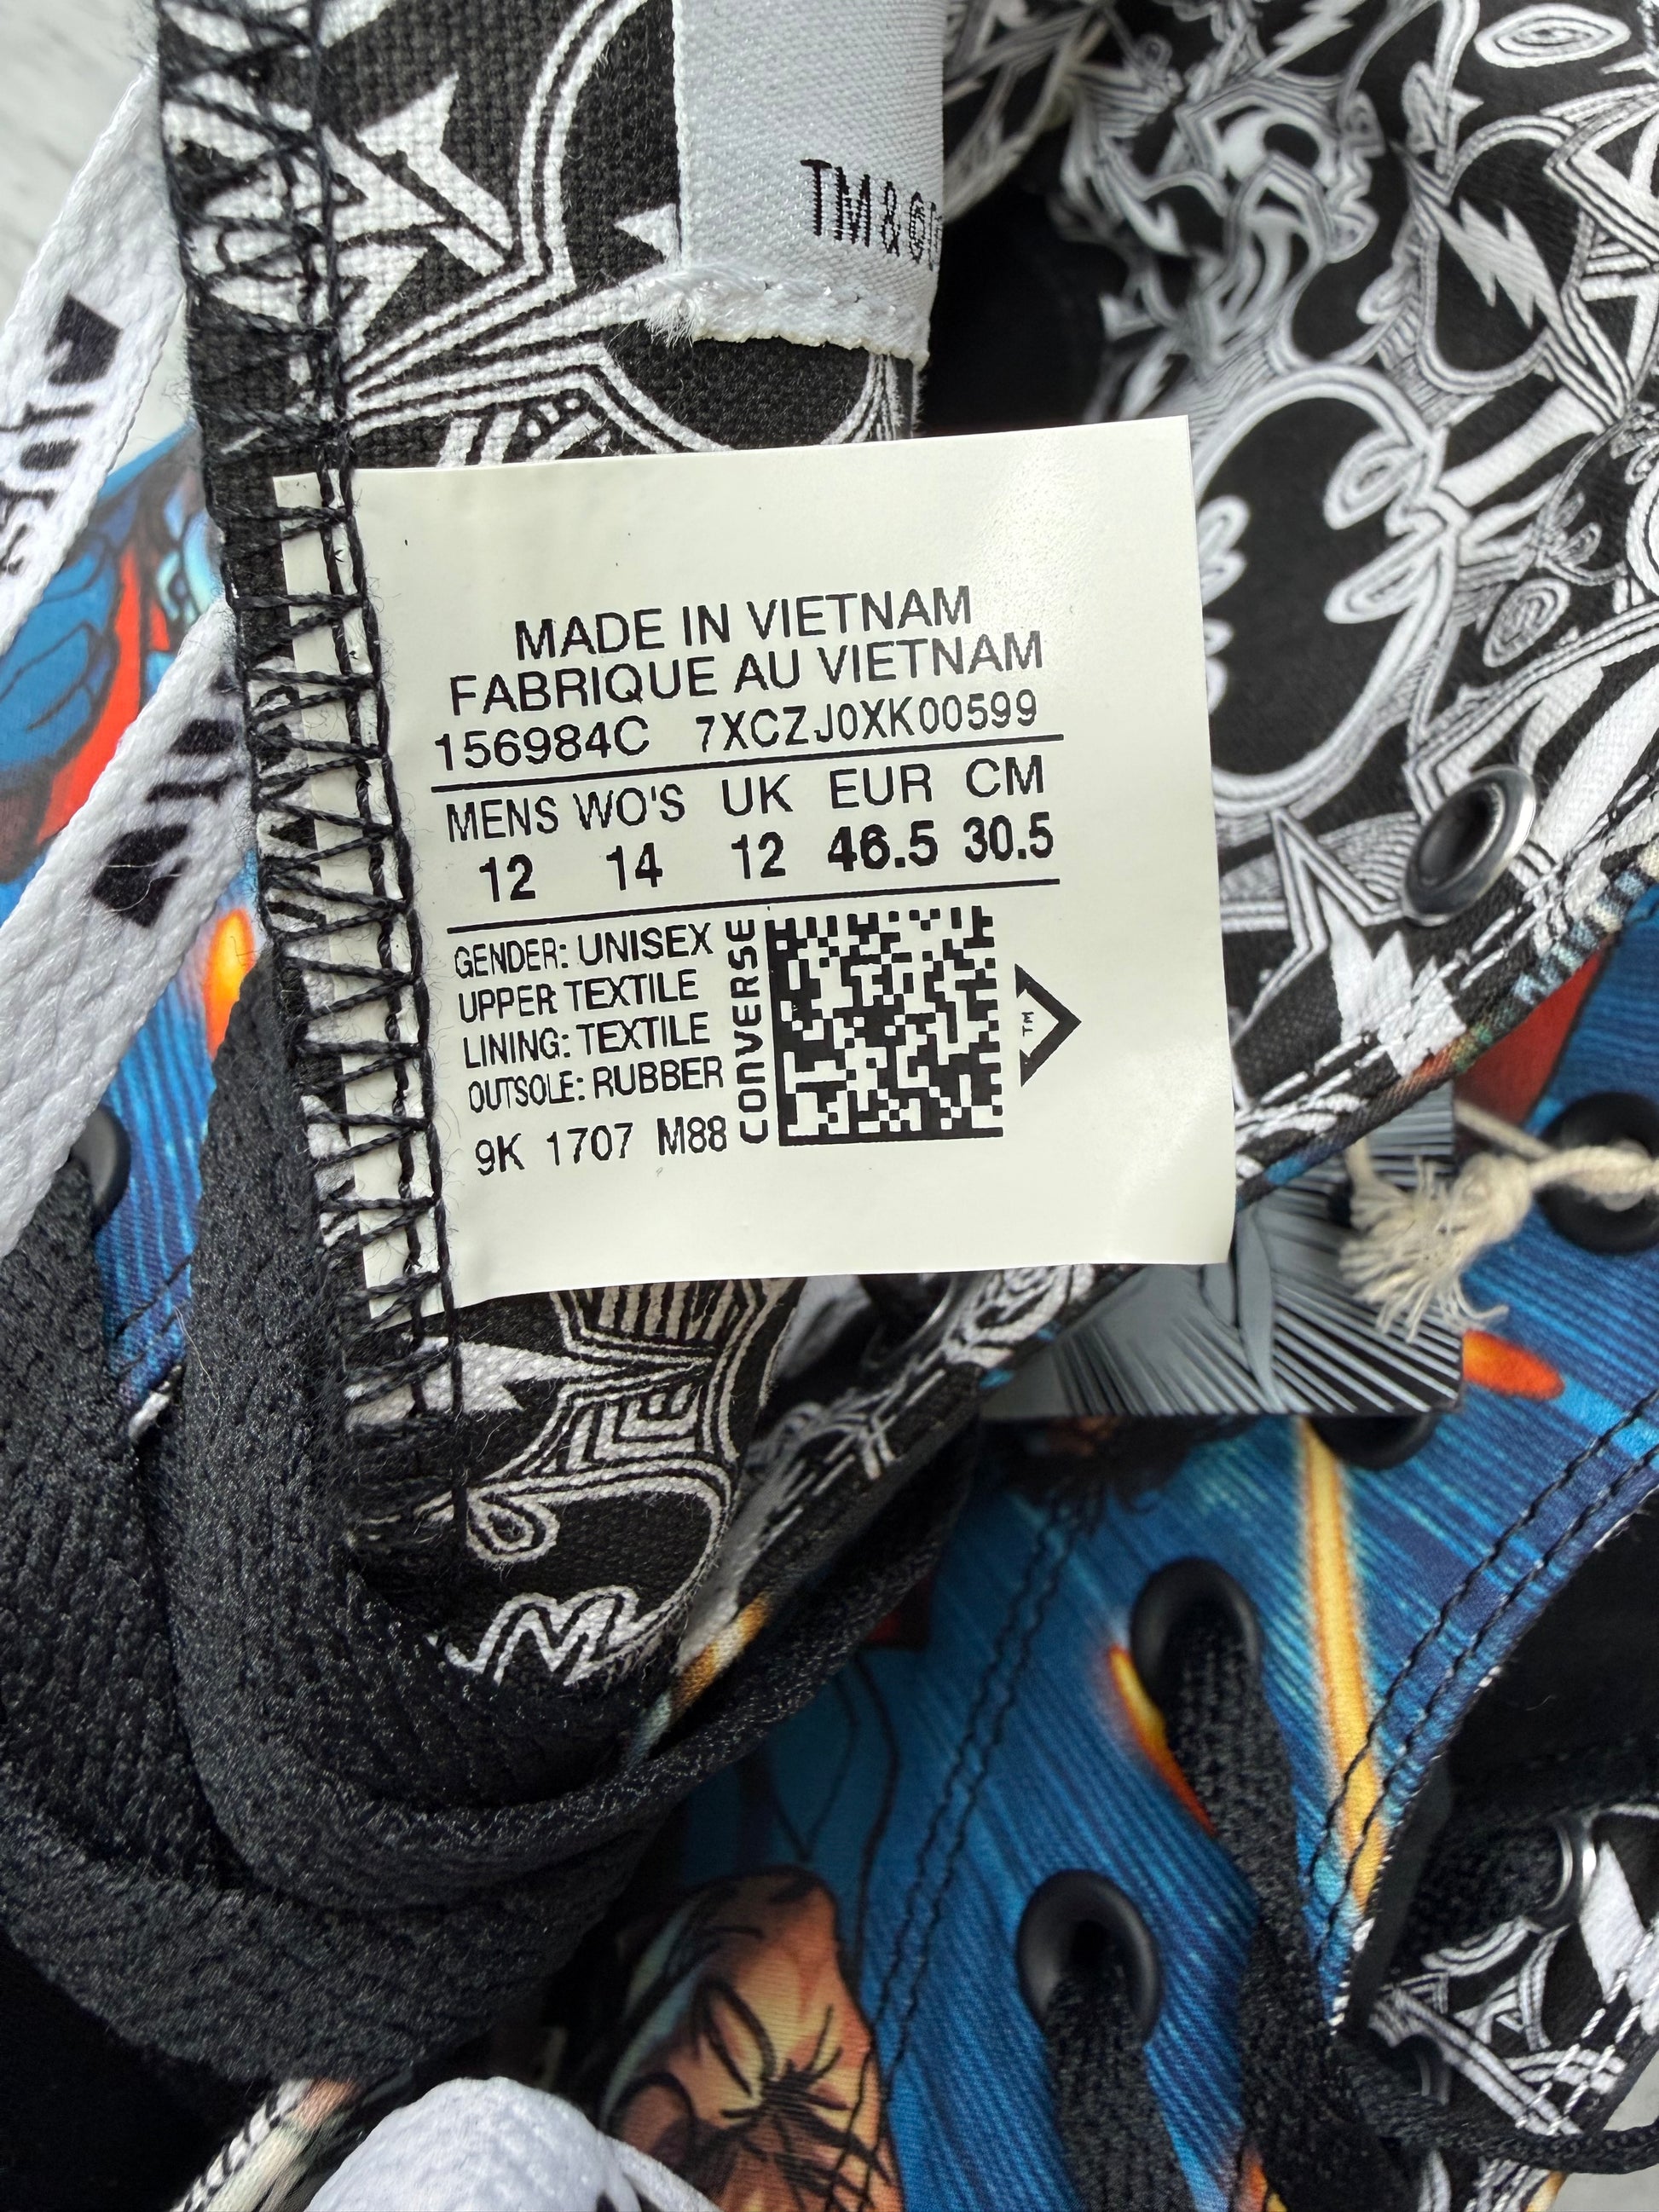 TM & ©
MADE IN VIETNAM
FABRIQUE AU VIETNAM
156984C 7XCZJ0XK00599
MENS WO'S UK EUR CM
12 14 12 46.5 30.5
GENDER: UNISEX
UPPER TEXTILE
LINING: TEXTILE
OUTSOLE: RUBBER
9K 1707 M88
CONVERSE
TM